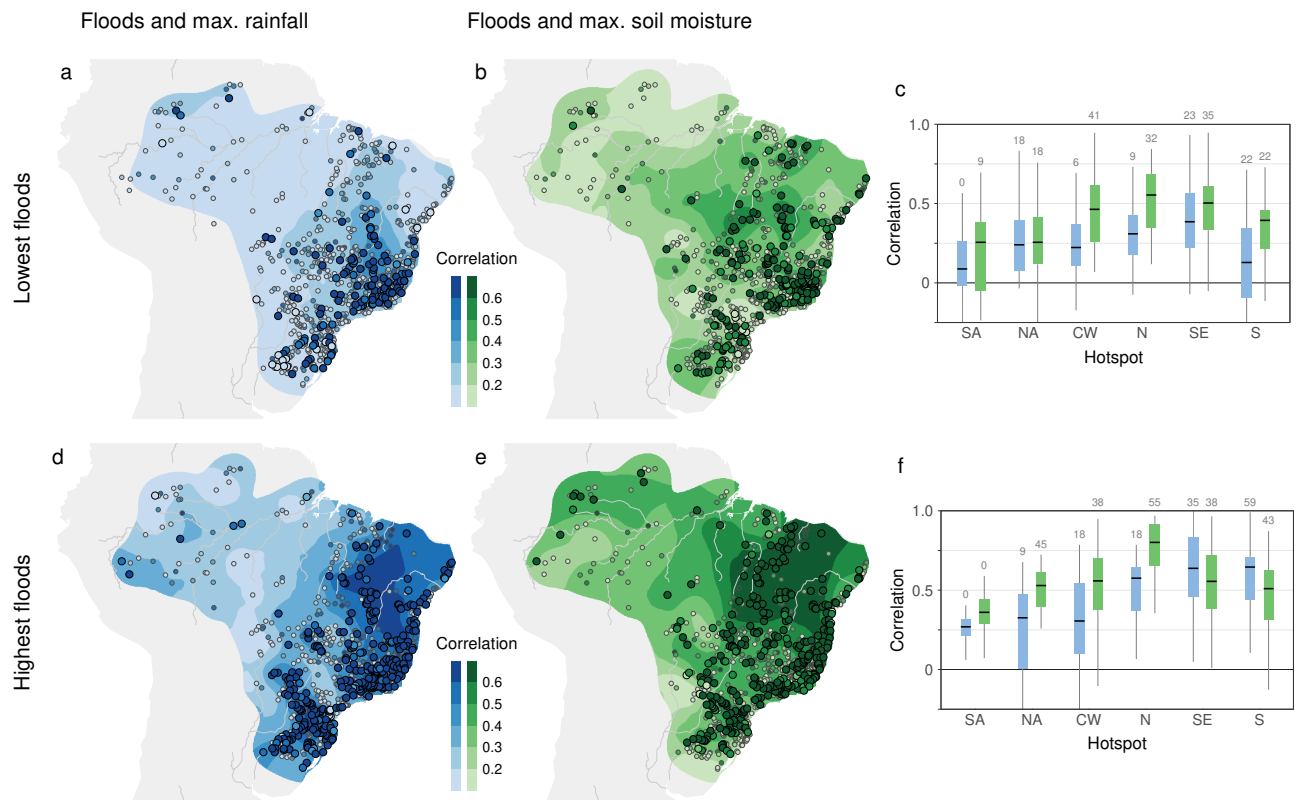 Floods and max. rainfall
Floods and max. soil moisture
Lowest floods
a
b
c
Correlation
0.6
0.5
0.4
0.3
0.2
Correlation
1.0
0.5
0
0
9
18
18
6
41
9
32
23
35
22
22
SA
NA
CW
N
SE
S
Hotspot
Highest floods
d
e
f
Correlation
0.6
0.5
0.4
0.3
0.2
Correlation
1.0
0.5
0
0
0
9
45
18
38
18
55
35
38
59
43
SA
NA
CW
N
SE
S
Hotspot